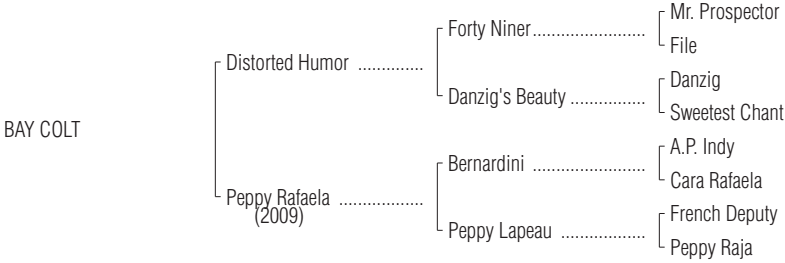 Mr. Prospector
Forty Niner........................
File
Distorted Humor ..............
Danzig
Danzig's Beauty ................
Sweetest Chant
BAY COLT
A.P. Indy
Bernardini ........................
Cara Rafaela
Peppy Rafaela ..................
(2009)
French Deputy
Peppy Lapeau ..................
Peppy Raja